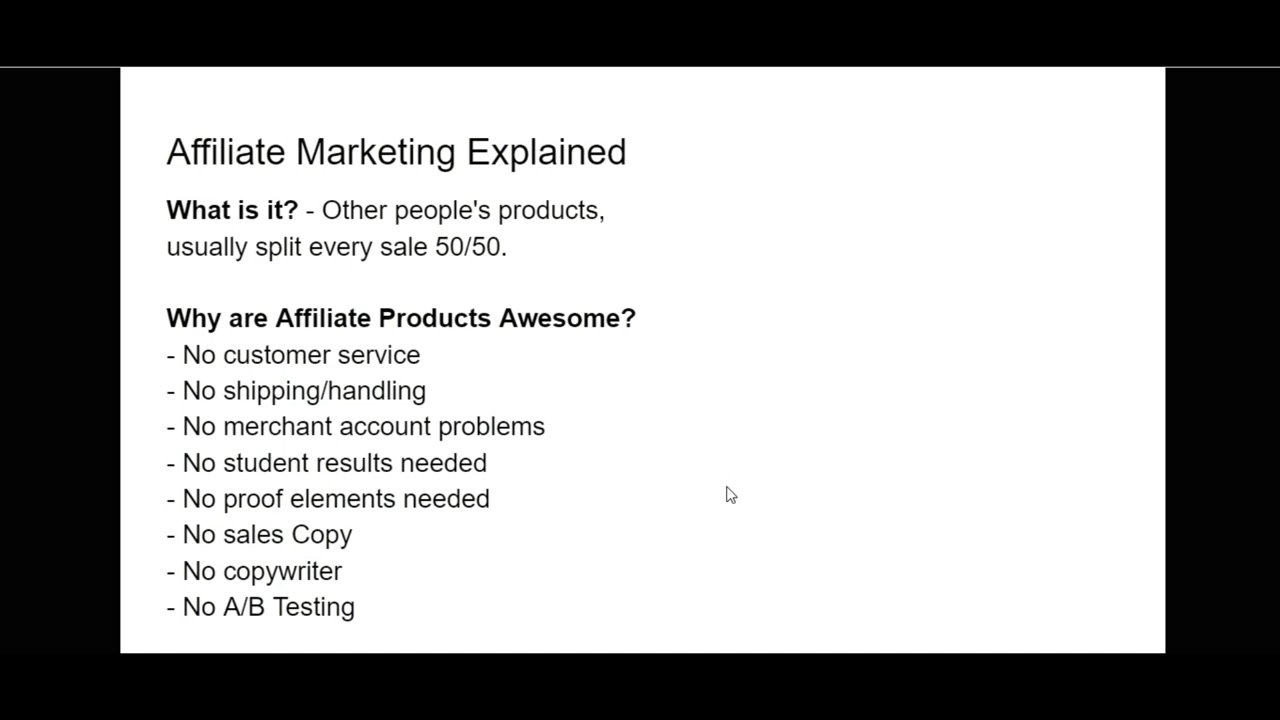 Affiliate Marketing Explained
What is it? - Other people's products,
usually split every sale 50/50.
Why are Affiliate Products Awesome?
- No customer service
- No shipping/handling
- No merchant account problems
- No student results needed
- No proof elements needed
- No sales Copy
- No copywriter
- No A/B Testing